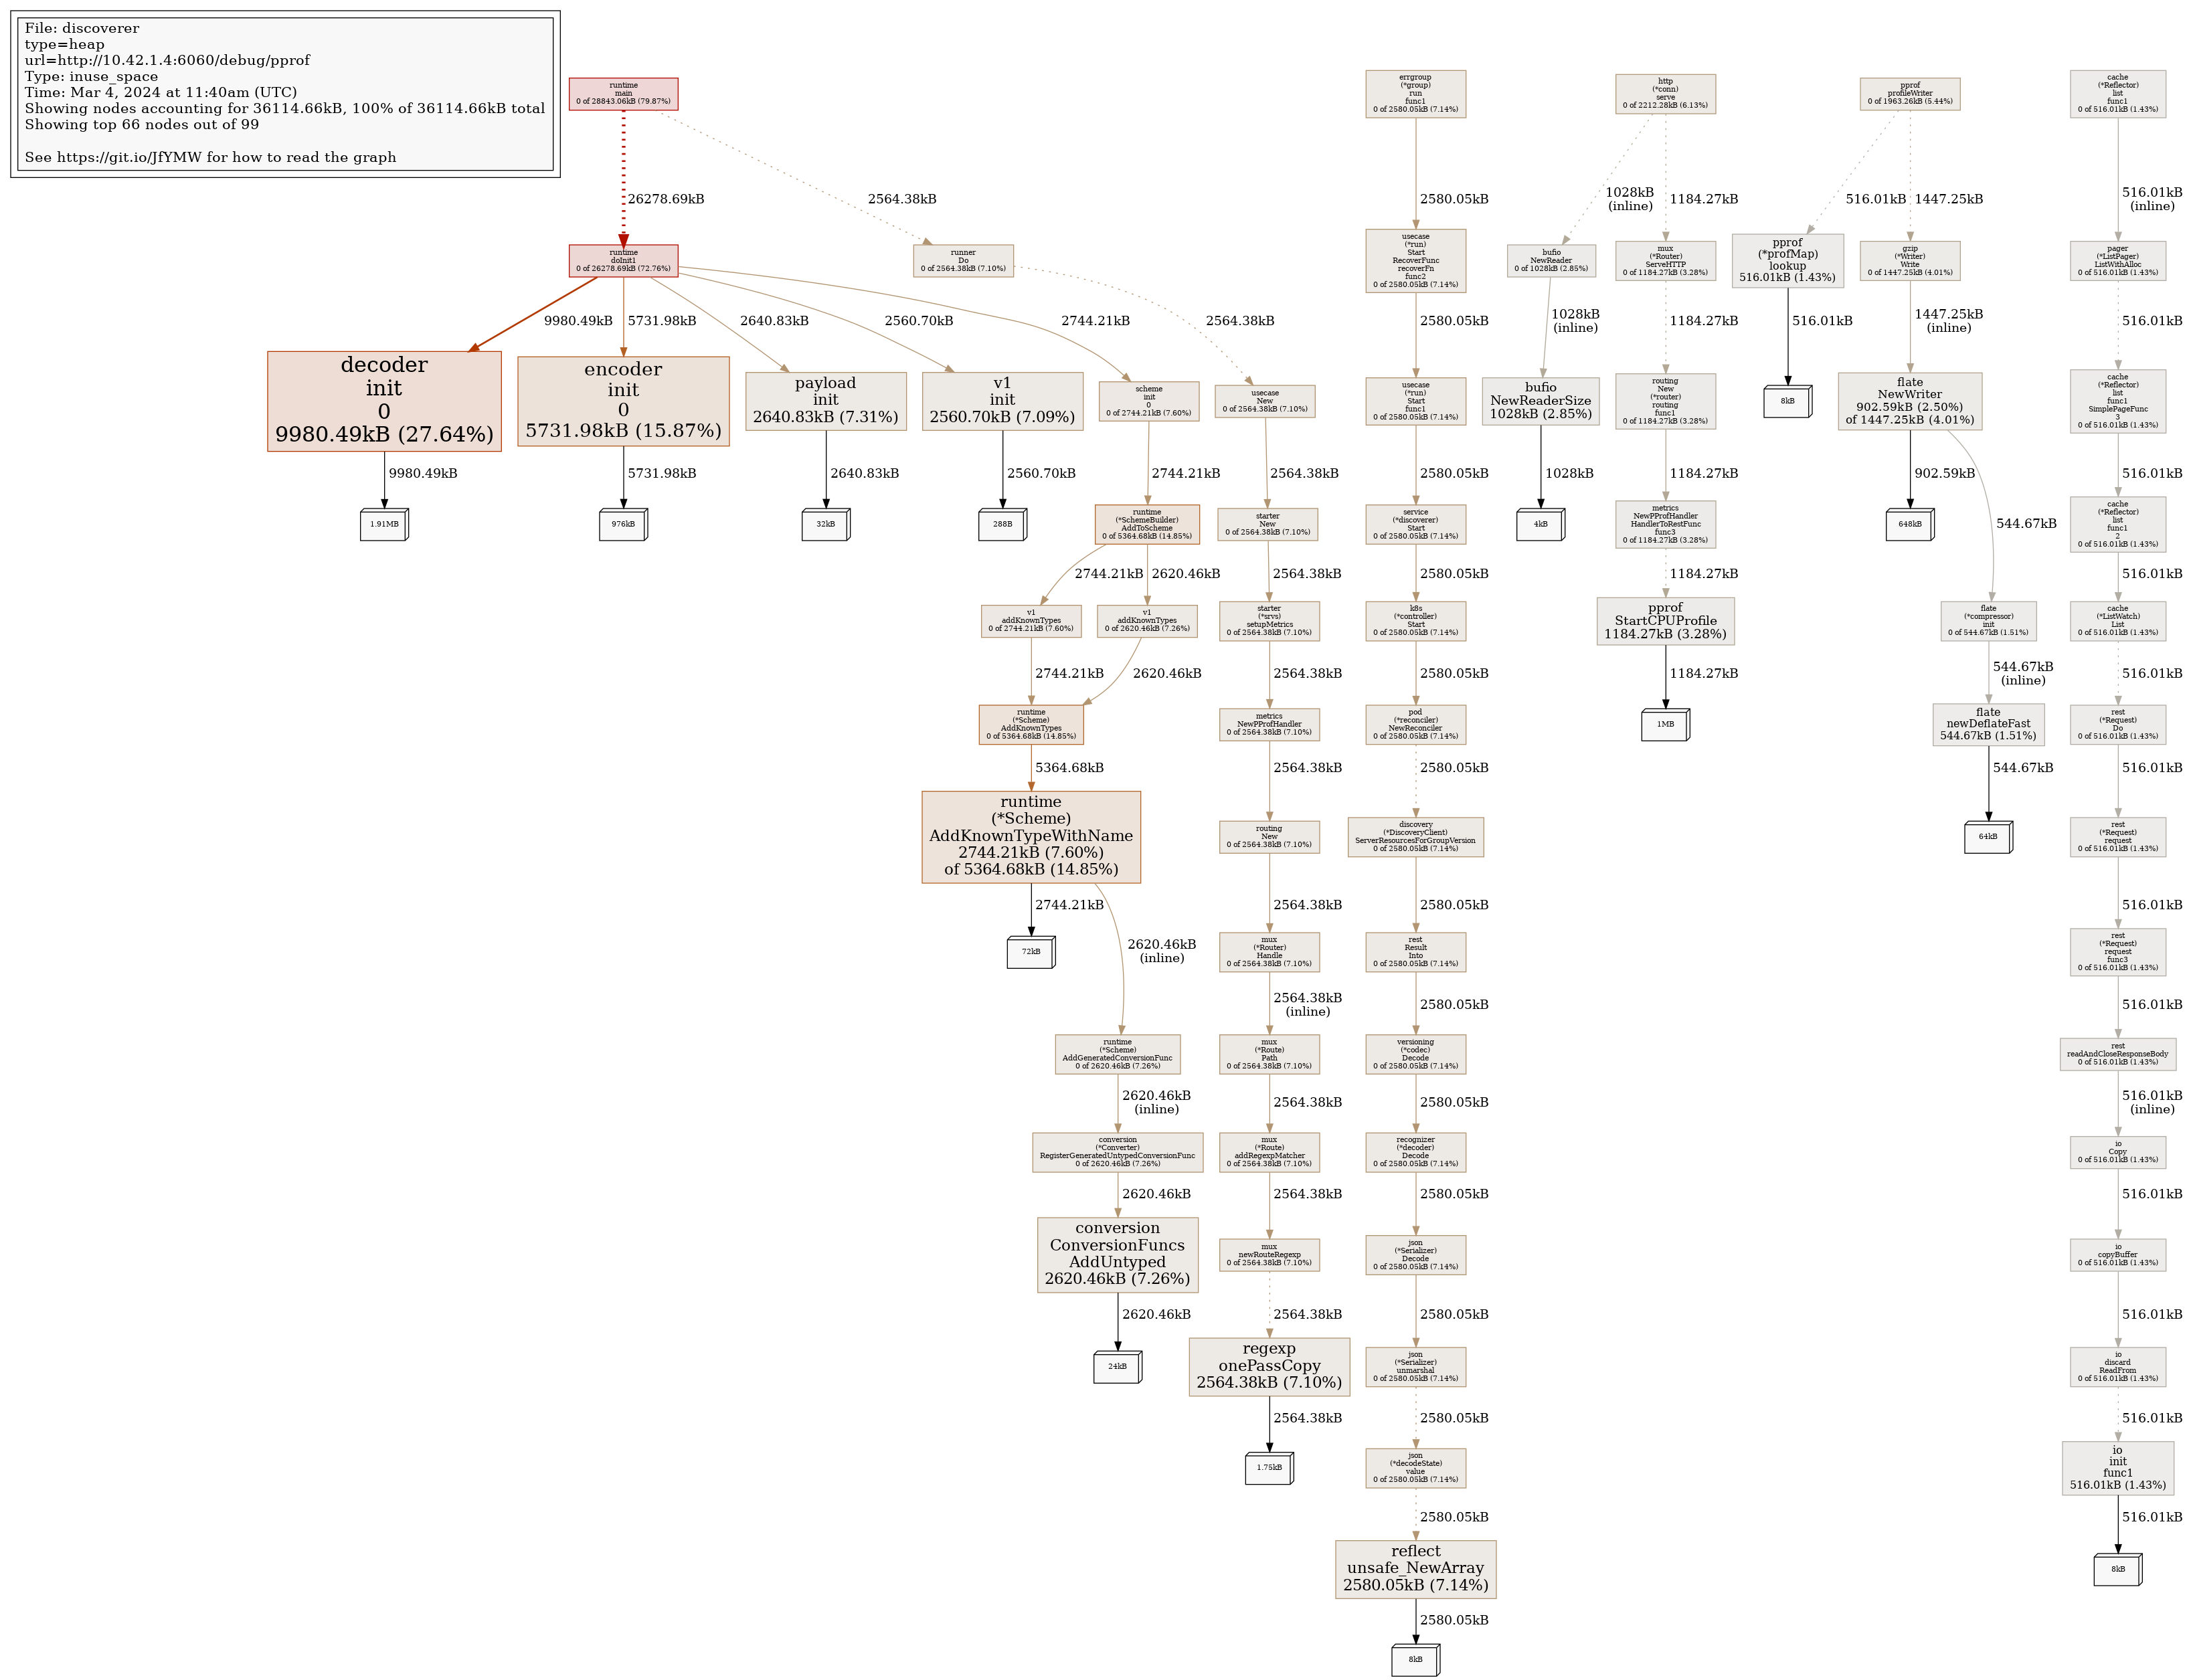 File: discoverer
type=heap
url=http://10.42.1.4:6060/debug/pprof
Type: inuse_space
Time: Mar 4, 2024 at 11:40am (UTC)
Showing nodes accounting for 36114.66kB, 100% of 36114.66kB total
Showing top 66 nodes out of 99
See https://git.io/JfYMW for how to read the graph
runtime
main
0 of 28843.06kB (79.87%)
26278.69kB
2564.38kB
runtime
doInit1
0 of 26278.69kB (72.76%)
runner
Do
0 of 2564.38kB (7.10%)
9980.49kB
5731.98kB
2640.83kB
2560.70kB
2744.21kB
2564.38kB
decoder
init
0
9980.49kB (27.64%)
9980.49kB
1.91MB
encoder
init
0
5731.98kB (15.87%)
5731.98kB
976kB
payload
init
2640.83kB (7.31%)
2640.83kB
32kB
v1
init
2560.70kB (7.09%)
2560.70kB
288B
scheme
init
0
0 of 2744.21kB (7.60%)
2744.21kB
runtime
(*SchemeBuilder)
AddToScheme
0 of 5364.68kB (14.85%)
2744.21kB
2620.46kB
v1
addKnownTypes
0 of 2744.21kB (7.60%)
v1
addKnownTypes
0 of 2620.46kB (7.26%)
2744.21kB
2620.46kB
runtime
(*Scheme)
AddKnownTypes
0 of 5364.68kB (14.85%)
5364.68kB
runtime
(*Scheme)
AddKnownTypeWithName
2744.21kB (7.60%)
of 5364.68kB (14.85%)
2744.21kB
72kB
2620.46kB
(inline)
runtime
(*Scheme)
AddGeneratedConversionFunc
0 of 2620.46kB (7.26%)
2620.46kB
(inline)
conversion
(*Converter)
RegisterGeneratedUntypedConversionFunc
0 of 2620.46kB (7.26%)
2620.46kB
conversion
ConversionFuncs
AddUntyped
2620.46kB (7.26%)
2620.46kB
24kB
usecase
New
0 of 2564.38kB (7.10%)
2564.38kB
starter
New
0 of 2564.38kB (7.10%)
2564.38kB
starter
(*srvs)
setupMetrics
0 of 2564.38kB (7.10%)
2564.38kB
metrics
NewPProfHandler
0 of 2564.38kB (7.10%)
2564.38kB
routing
New
0 of 2564.38kB (7.10%)
2564.38kB
mux
(*Router)
Handle
0 of 2564.38kB (7.10%)
2564.38kB
(inline)
mux
(*Route)
Path
0 of 2564.38kB (7.10%)
2564.38kB
mux
(*Route)
addRegexpMatcher
0 of 2564.38kB (7.10%)
2564.38kB
mux
newRouteRegexp
0 of 2564.38kB (7.10%)
2564.38kB
regexp
onePassCopy
2564.38kB (7.10%)
2564.38kB
1.75kB
errgroup
(*group)
run
func1
0 of 2580.05kB (7.14%)
2580.05kB
usecase
(*run)
Start
RecoverFunc
recoverFn
func2
0 of 2580.05kB (7.14%)
2580.05kB
usecase
(*run)
Start
func1
0 of 2580.05kB (7.14%)
2580.05kB
service
(*discoverer)
Start
0 of 2580.05kB (7.14%)
2580.05kB
k8s
(*controller)
Start
0 of 2580.05kB (7.14%)
2580.05kB
pod
(*reconciler)
NewReconciler
0 of 2580.05kB (7.14%)
2580.05kB
discovery
(*DiscoveryClient)
ServerResourcesForGroupVersion
0 of 2580.05kB (7.14%)
2580.05kB
rest
Result
Into
0 of 2580.05kB (7.14%)
2580.05kB
versioning
(*codec)
Decode
0 of 2580.05kB (7.14%)
2580.05kB
recognizer
(*decoder)
Decode
0 of 2580.05kB (7.14%)
2580.05kB
json
(*Serializer)
Decode
0 of 2580.05kB (7.14%)
2580.05kB
json
(*Serializer)
unmarshal
0 of 2580.05kB (7.14%)
2580.05kB
json
(*decodeState)
value
0 of 2580.05kB (7.14%)
2580.05kB
reflect
unsafe_NewArray
2580.05kB (7.14%)
2580.05kB
8kB
http
(*conn)
serve
0 of 2212.28kB (6.13%)
1028kB
(inline)
1184.27kB
bufio
NewReader
0 of 1028kB (2.85%)
1028kB
(inline)
bufio
NewReaderSize
1028kB (2.85%)
1028kB
4kB
mux
(*Router)
ServeHTTP
0 of 1184.27kB (3.28%)
1184.27kB
routing
New
(*router)
routing
func1
0 of 1184.27kB (3.28%)
1184.27kB
metrics
NewPProfHandler
HandlerToRestFunc
func3
0 of 1184.27kB (3.28%)
1184.27kB
pprof
StartCPUProfile
1184.27kB (3.28%)
1184.27kB
1MB
pprof
profileWriter
0 of 1963.26kB (5.44%)
516.01kB
1447.25kB
pprof
(*profMap)
lookup
516.01kB (1.43%)
516.01kB
8kB
gzip
(*Writer)
Write
0 of 1447.25kB (4.01%)
1447.25kB
(inline)
flate
NewWriter
902.59kB (2.50%)
of 1447.25kB (4.01%)
902.59kB
648kB
544.67kB
flate
(*compressor)
init
0 of 544.67kB (1.51%)
544.67kB
(inline)
flate
newDeflateFast
544.67kB (1.51%)
544.67kB
64kB
cache
(*Reflector)
list
func1
0 of 516.01kB (1.43%)
516.01kB
(inline)
pager
(*ListPager)
ListWithAlloc
0 of 516.01kB (1.43%)
516.01kB
cache
(*Reflector)
list
func1
SimplePageFunc
3
0 of 516.01kB (1.43%)
516.01kB
cache
(*Reflector)
list
func1
2
0 of 516.01kB (1.43%)
516.01kB
cache
(*ListWatch)
List
0 of 516.01kB (1.43%)
516.01kB
rest
(*Request)
Do
0 of 516.01kB (1.43%)
516.01kB
rest
(*Request)
request
0 of 516.01kB (1.43%)
516.01kB
rest
(*Request)
request
func3
0 of 516.01kB (1.43%)
516.01kB
rest
readAndCloseResponseBody
0 of 516.01kB (1.43%)
516.01kB
(inline)
io
Copy
0 of 516.01kB (1.43%)
516.01kB
io
copyBuffer
0 of 516.01kB (1.43%)
516.01kB
io
discard
ReadFrom
0 of 516.01kB (1.43%)
516.01kB
io
init
func1
516.01kB (1.43%)
516.01kB
8kB